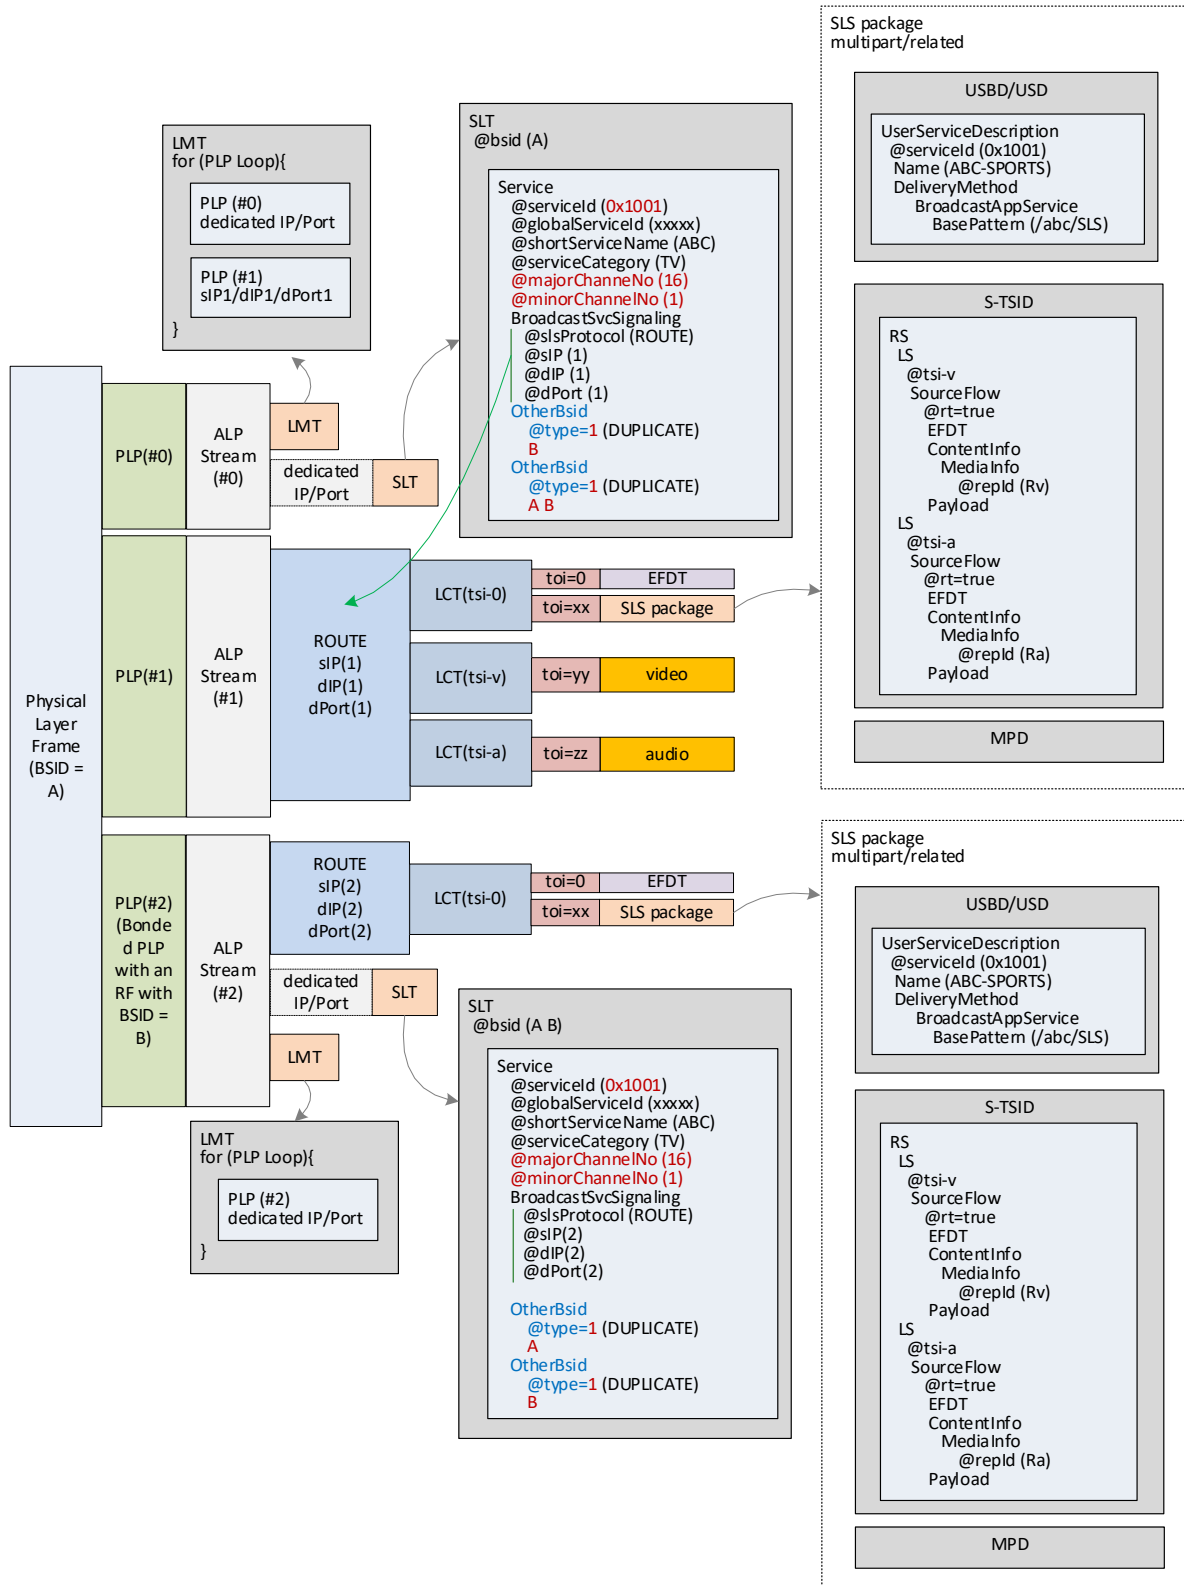 SLS package
multipart/related
USBD/USD
UserServiceDescription
@serviceId (0x1001)
Name (ABC-SPORTS)
DeliveryMethod
BroadcastAppService
BasePattern (/abc/SLS)
S-TSID
RS
LS
@tsi-v
SourceFlow
@rt=true
EFDT
ContentInfo
MediaInfo
@repId (Rv)
Payload
LS
@tsi-a
SourceFlow
@rt=true
EFDT
ContentInfo
MediaInfo
@repId (Ra)
Payload
MPD
LMT
for (PLP Loop){
PLP (#0)
dedicated IP/Port
PLP (#1)
sIP1/dIP1/dPort1
}
SLT
@bsid (A)
Service
@serviceId (0x1001)
@globalServiceId (xxxxx)
@shortServiceName (ABC)
@serviceCategory (TV)
@majorChanneNo (16)
@minorChannelNo (1)
BroadcastSvcSignaling
@slsProtocol (ROUTE)
@sIP (1)
@dIP (1)
@dPort (1)
OtherBsid
@type=1 (DUPLICATE)
B
OtherBsid
@type=1 (DUPLICATE)
A B
Physical
Layer
Frame
(BSID =
A)
PLP(#0)
ALP
Stream
(#0)
LMT
dedicated
IP/Port
SLT
PLP(#1)
ALP
Stream
(#1)
ROUTE
sIP(1)
dIP(1)
dPort(1)
LCT(tsi-0)
toi=0
EFDT
toi=xx
SLS package
LCT(tsi-v)
toi=yy
video
LCT(tsi-a)
toi=zz
audio
PLP(#2)
(Bonde
d PLP
with an
RF with
BSID =
B)
ALP
Stream
(#2)
ROUTE
sIP(2)
dIP(2)
dPort(2)
LCT(tsi-0)
toi=0
EFDT
toi=xx
SLS package
dedicated
IP/Port
SLT
LMT
LMT
for (PLP Loop){
PLP (#2)
dedicated IP/Port
}
SLT
@bsid (A B)
Service
@serviceId (0x1001)
@globalServiceId (xxxxx)
@shortServiceName (ABC)
@serviceCategory (TV)
@majorChannelNo (16)
@minorChannelNo (1)
BroadcastSvcSignaling
@slsProtocol (ROUTE)
@sIP(2)
@dIP(2)
@dPort(2)
OtherBsid
@type=1 (DUPLICATE)
A
OtherBsid
@type=1 (DUPLICATE)
B
SLS package
multipart/related
USBD/USD
UserServiceDescription
@serviceId (0x1001)
Name (ABC-SPORTS)
DeliveryMethod
BroadcastAppService
BasePattern (/abc/SLS)
S-TSID
RS
LS
@tsi-v
SourceFlow
@rt=true
EFDT
ContentInfo
MediaInfo
@repId (Rv)
Payload
LS
@tsi-a
SourceFlow
@rt=true
EFDT
ContentInfo
MediaInfo
@repId (Ra)
Payload
MPD